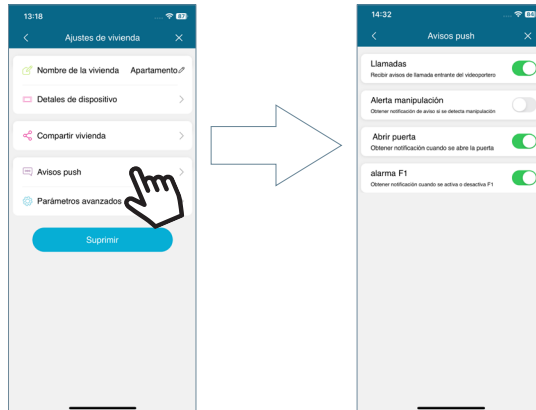 13:18
87
Ajustes de vivienda
Nombre de la vivienda Apartamento
Detales de dispositivo
Compartir vivienda
Avisos push
Parámetros avanzados
Suprimir
14:32
84
Avisos push
Llamadas
Recibir avisos de llamada entrante del videoportero
Alerta manipulación
Obtener notificación de aviso si se detecta manipulación
Abrir puerta
Obtener notificación cuando se abre la puerta
alarma F1
Obtener notificación cuando se activa o desactiva F1